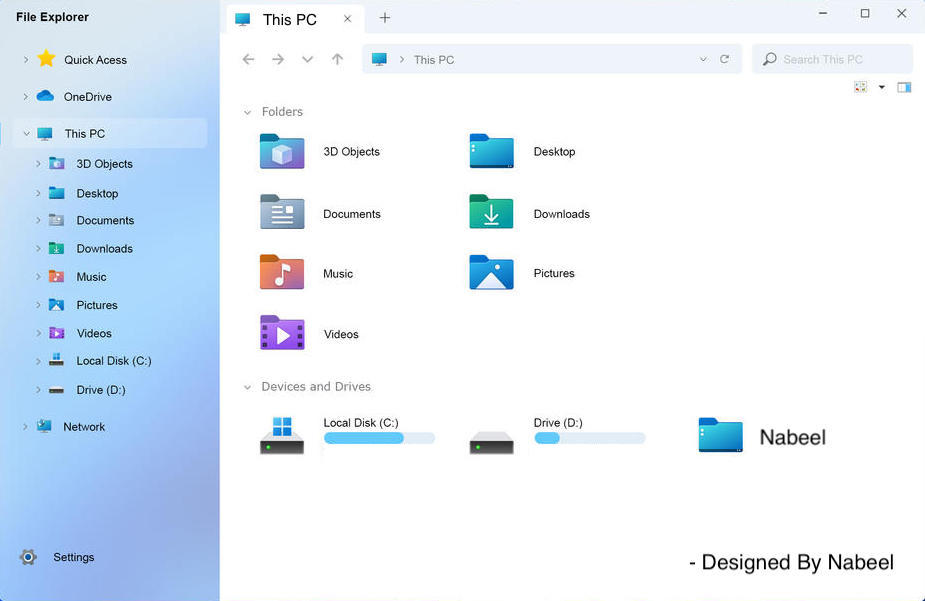 File Explorer
Quick Acess
OneDrive
This PC
3D Objects
Desktop
Documents
Downloads
Music
Pictures
Videos
Local Disk (C:)
Drive (D:)
Network
Settings
This PC
This PC
Search This PC
Folders
3D Objects
Desktop
Documents
Downloads
Music
Pictures
Videos
Devices and Drives
Local Disk (C:)
Drive (D:)
Nabeel
- Designed By Nabeel